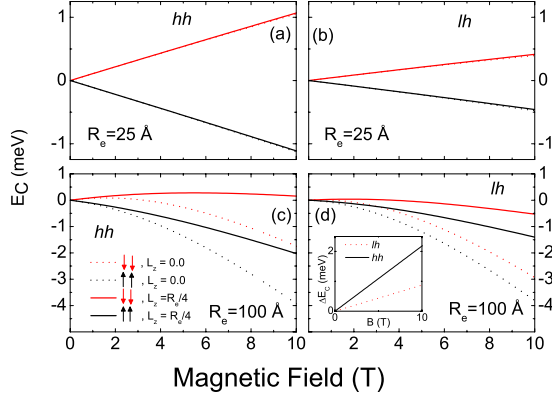 hh
(a)
(b)
lh
1
0
-1
R_e=25 Å
R_e=25 Å
E_C (meV)
1
0
-1
-2
-3
-4
(c)
hh
(d)
lh
↓↓ , L_z = 0.0
↑↑ , L_z = 0.0
↓↓ , L_z =R_e/4
↑↑ , L_z = R_e/4
R_e=100 Å
R_e=100 Å
ΔE_C (meV)
2
0
lh
hh
0 B (T) 10
0 2 4 6 8 10
0 2 4 6 8 10
Magnetic Field (T)